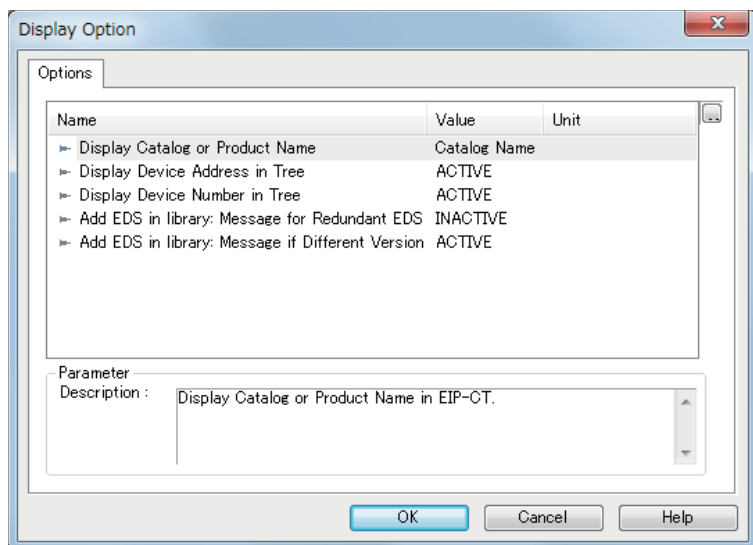 Display Option
Options
Name Value Unit
Display Catalog or Product Name Catalog Name
Display Device Address in Tree ACTIVE
Display Device Number in Tree ACTIVE
Add EDS in library: Message for Redundant EDS INACTIVE
Add EDS in library: Message if Different Version ACTIVE
Parameter
Description : Display Catalog or Product Name in EIP-CT.
OK Cancel Help